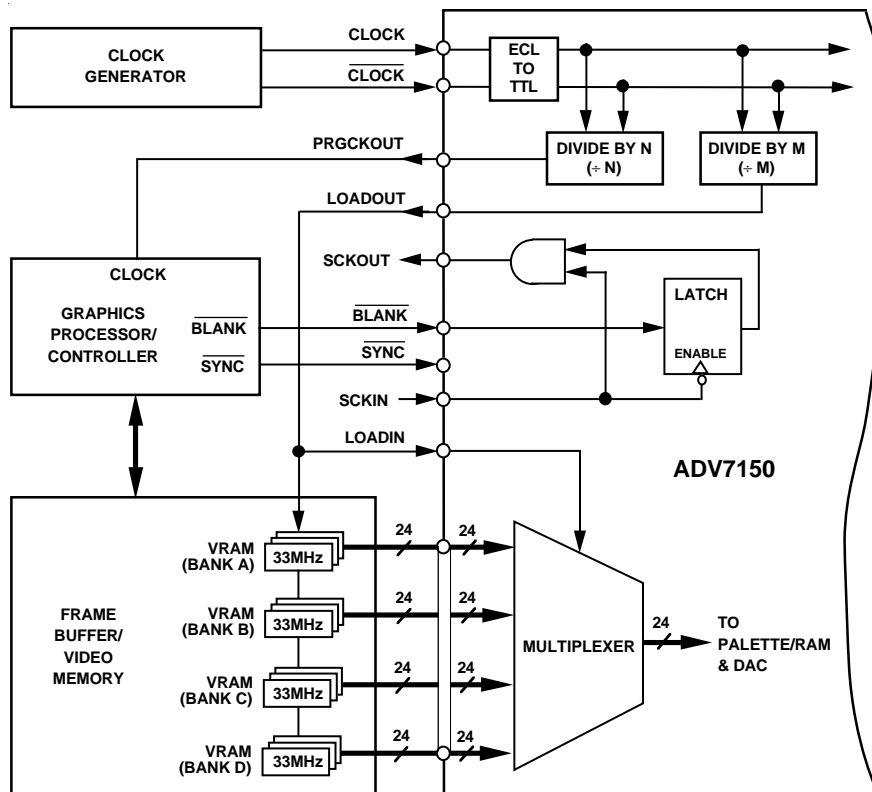 CLOCK
GENERATOR
CLOCK
CLOCK
ECL
TO
TTL
PRGCKOUT
DIVIDE BY N
(÷ N)
DIVIDE BY M
(÷ M)
LOADOUT
SCKOUT
CLOCK
GRAPHICS
PROCESSOR/
CONTROLLER
BLANK
SYNC
BLANK
SYNC
SCKIN
LATCH
ENABLE
LOADIN
ADV7150
FRAME
BUFFER/
VIDEO
MEMORY
VRAM
(BANK A)
33MHz
24
24
VRAM
(BANK B)
33MHz
24
24
VRAM
(BANK C)
33MHz
24
24
VRAM
(BANK D)
33MHz
24
24
MULTIPLEXER
24
TO
PALETTE/RAM
& DAC